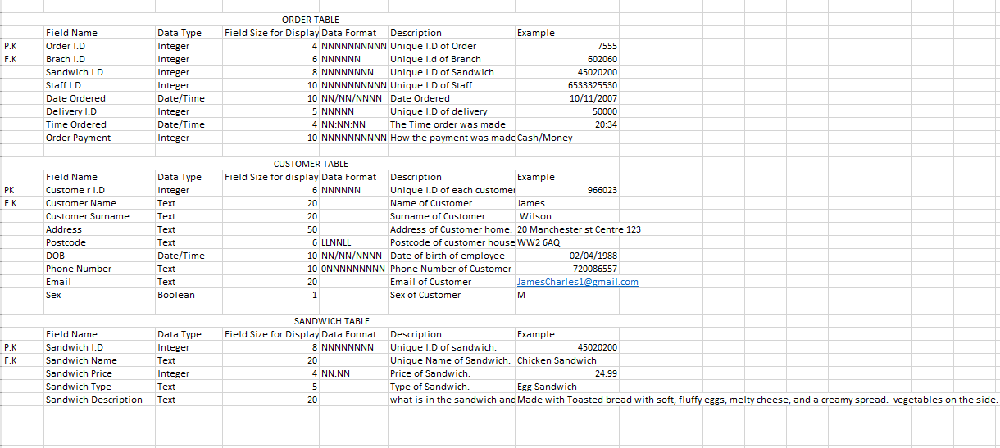 ORDER TABLE
Field Name Data Type Field Size for Display Data Format Description Example
P.K Order I.D Integer 4 NNNNNNNNNN Unique I.D of Order 7555
F.K Brach I.D Integer 6 NNNNNN Unique I.d of Branch 602060
Sandwich I.D Integer 8 NNNNNNNN Unique I.D of Sandwich 45020200
Staff I.D Integer 10 NNNNNNNNNN Unique I.D of Staff 6533325530
Date Ordered Date/Time 10 NN/NN/NNNN Date Ordered 10/11/2007
Delivery I.D Integer 5 NNNNN Unique I.D of delivery 50000
Time Ordered Date/Time 4 NN:NN:NN The Time order was made 20:34
Order Payment Integer 10 NNNNNNNNNN How the payment was made Cash/Money
CUSTOMER TABLE
Field Name Data Type Field Size for display Data Format Description Example
PK Custome r I.D Integer 6 NNNNNN Unique I.D of each customer 966023
F.K Customer Name Text 20 Name of Customer. James
Customer Surname Text 20 Surname of Customer. Wilson
Address Text 50 Address of Customer home. 20 Manchester st Centre 123
Postcode Text 6 LLNNLL Postcode of customer house WW2 6AQ
DOB Date/Time 10 NN/NN/NNNN Date of birth of employee 02/04/1988
Phone Number Text 10 0NNNNNNNNN Phone Number of Customer 720086557
Email Text 20 Email of Customer JamesCharles1@gmail.com
Sex Boolean 1 Sex of Customer M
SANDWICH TABLE
Field Name Data Type Field Size for Display Data Format Description Example
P.K Sandwich I.D Integer 8 NNNNNNNN Unique I.D of sandwich. 45020200
F.K Sandwich Name Text 20 Unique Name of Sandwich. Chicken Sandwich
Sandwich Price Integer 4 NN.NN Price of Sandwich. 24.99
Sandwich Type Text 5 Type of Sandwich. Egg Sandwich
Sandwich Description Text 20 what is in the sandwich and Made with Toasted bread with soft, fluffy eggs, melty cheese, and a creamy spread. vegetables on the side.